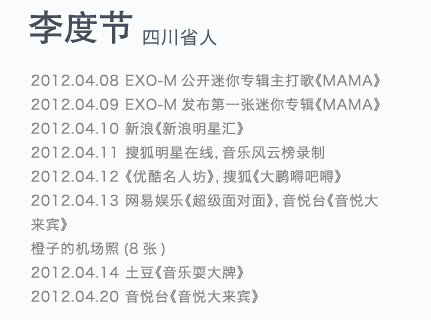 李度节 四川省人
2012.04.08 EXO-M 公开迷你专辑主打歌《MAMA》
2012.04.09 EXO-M 发布第一张迷你专辑《MAMA》
2012.04.10 新浪《新浪明星汇》
2012.04.11 搜狐明星在线, 音乐风云榜录制
2012.04.12 《优酷名人坊》, 搜狐《大鹏嘚吧嘚》
2012.04.13 网易娱乐《超级面对面》, 音悦台《音悦大
来宾》
橙子的机场照 (8 张 )
2012.04.14 土豆《音乐耍大牌》
2012.04.20 音悦台《音悦大来宾》